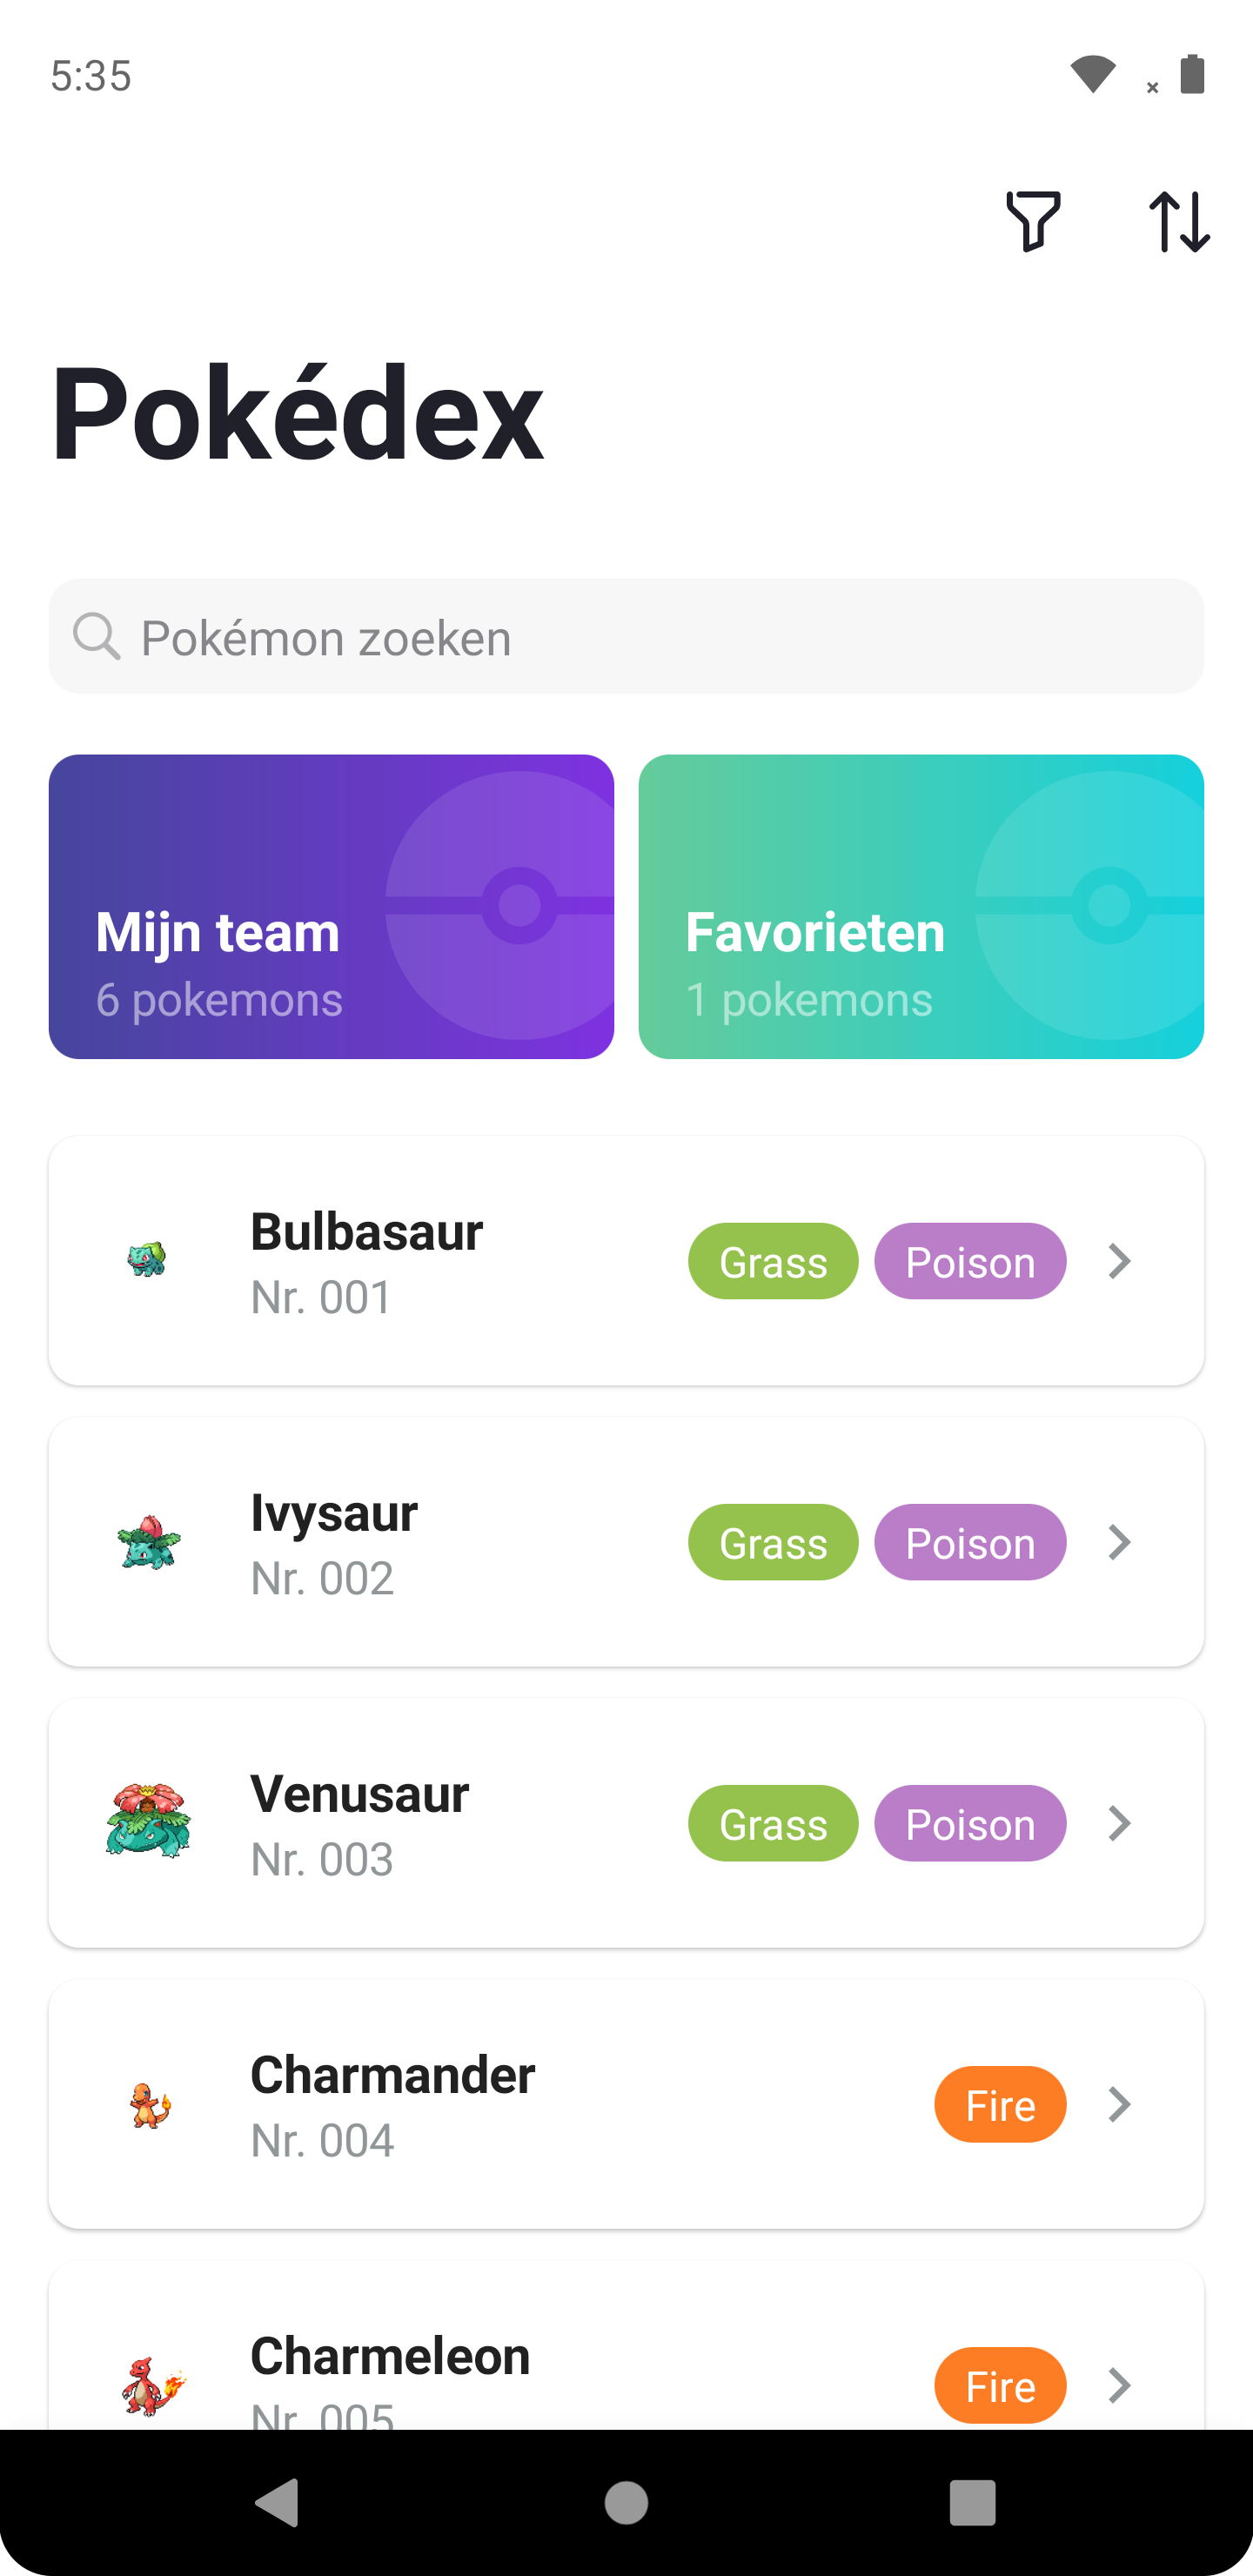 5:35
Pokédex
Pokémon zoeken
Mijn team
6 pokemons
Favorieten
1 pokemons
Bulbasaur
Nr. 001
Grass
Poison
Ivysaur
Nr. 002
Grass
Poison
Venusaur
Nr. 003
Grass
Poison
Charmander
Nr. 004
Fire
Charmeleon
Nr. 005
Fire